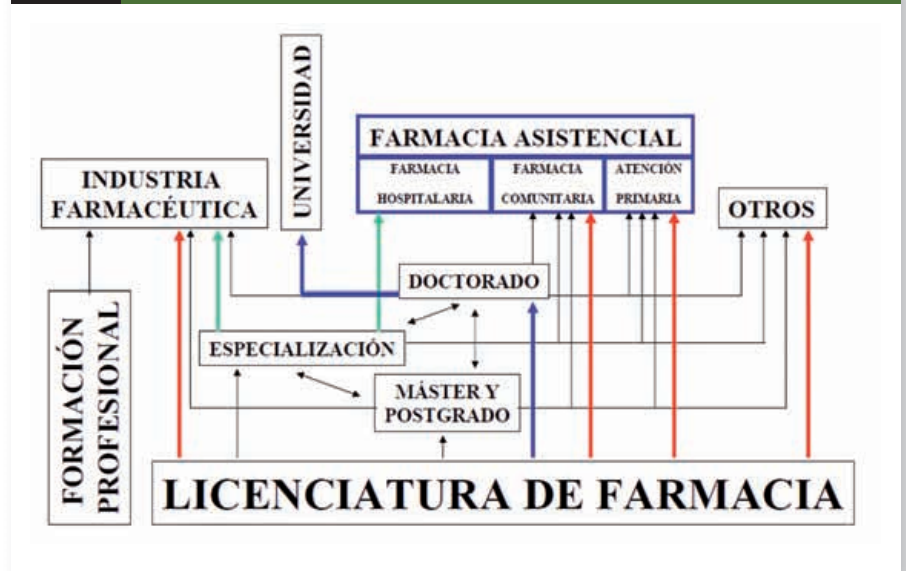 UNIVERSIDAD
FARMACIA ASISTENCIAL
FARMACIA
HOSPITALARIA
FARMACIA
COMUNITARIA
ATENCIÓN
PRIMARIA
INDUSTRIA
FARMACÉUTICA
OTROS
DOCTORADO
ESPECIALIZACIÓN
MÁSTER Y
POSTGRADO
FORMACIÓN
PROFESIONAL
LICENCIATURA DE FARMACIA